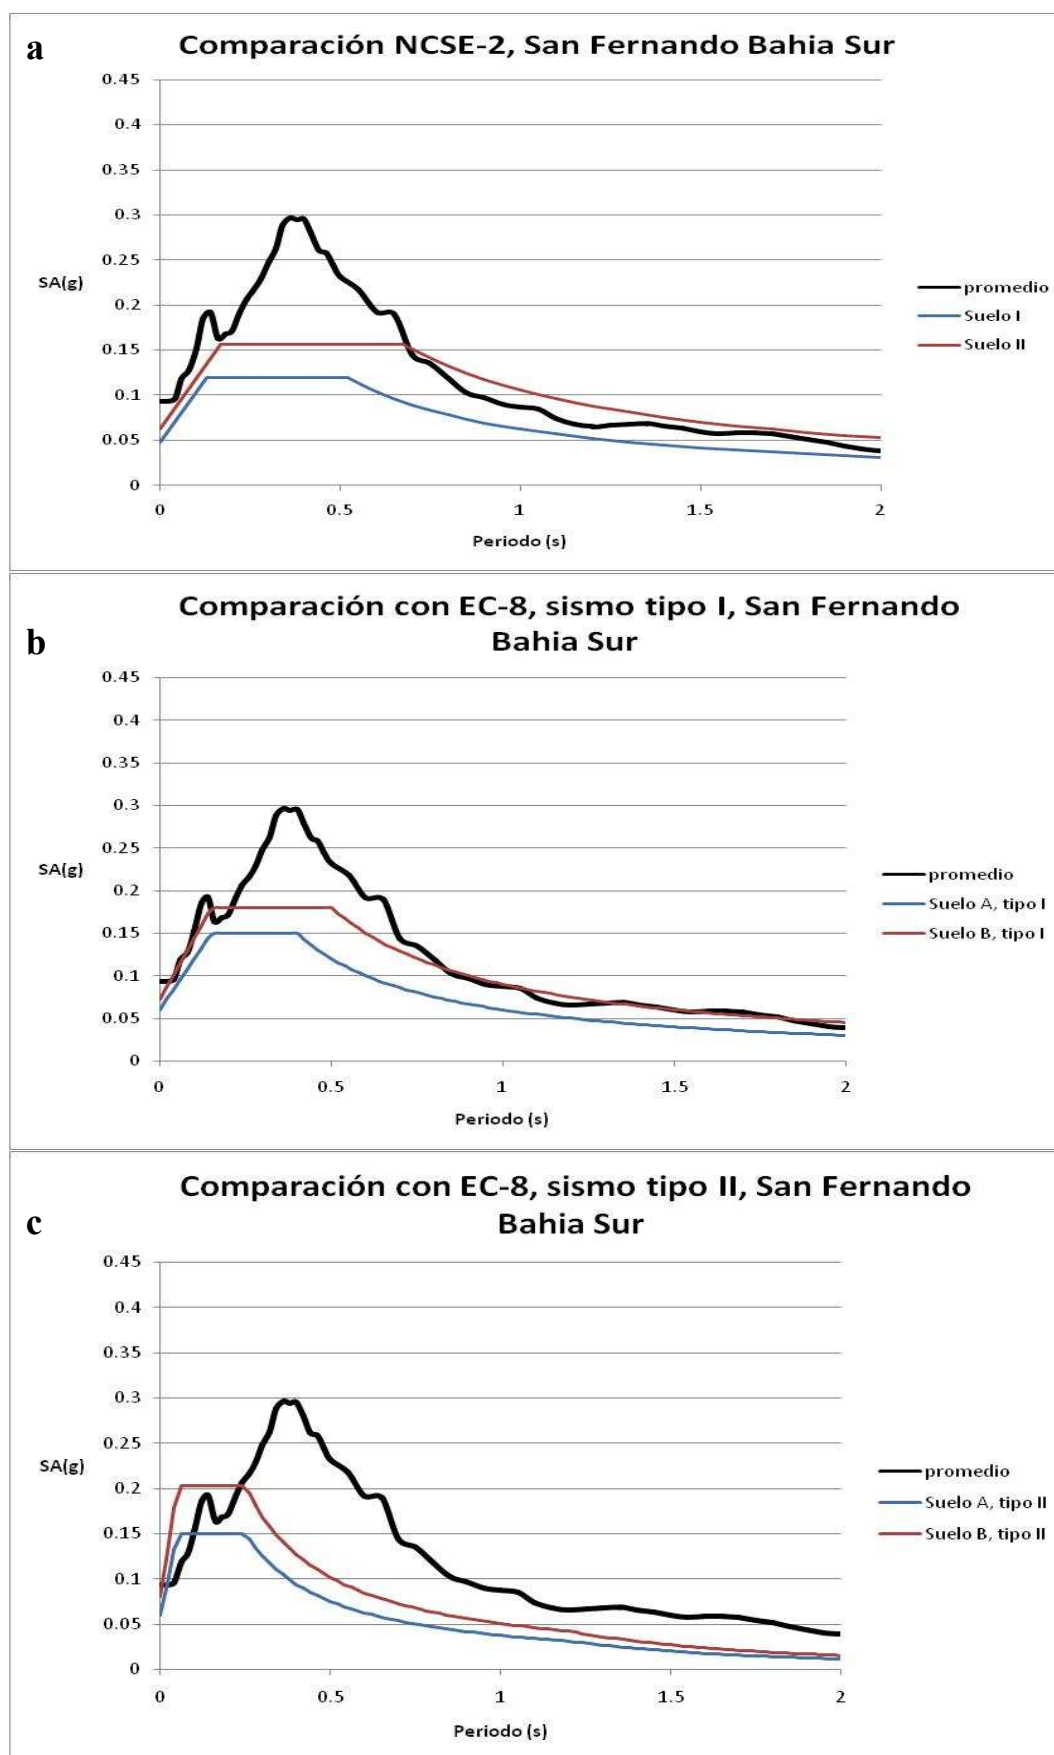 a
Comparación NCSE-2, San Fernando Bahia Sur
0.45
0.4
0.35
0.3
0.25
0.2
0.15
0.1
0.05
0
SA(g)
0
0.5
1
1.5
2
Periodo (s)
promedio
Suelo I
Suelo II
b
Comparación con EC-8, sismo tipo I, San Fernando
Bahia Sur
0.45
0.4
0.35
0.3
0.25
0.2
0.15
0.1
0.05
0
SA(g)
0
0.5
1
1.5
2
Periodo (s)
promedio
Suelo A, tipo I
Suelo B, tipo I
c
Comparación con EC-8, sismo tipo II, San Fernando
Bahia Sur
0.45
0.4
0.35
0.3
0.25
0.2
0.15
0.1
0.05
0
SA(g)
0
0.5
1
1.5
2
Periodo (s)
promedio
Suelo A, tipo II
Suelo B, tipo II